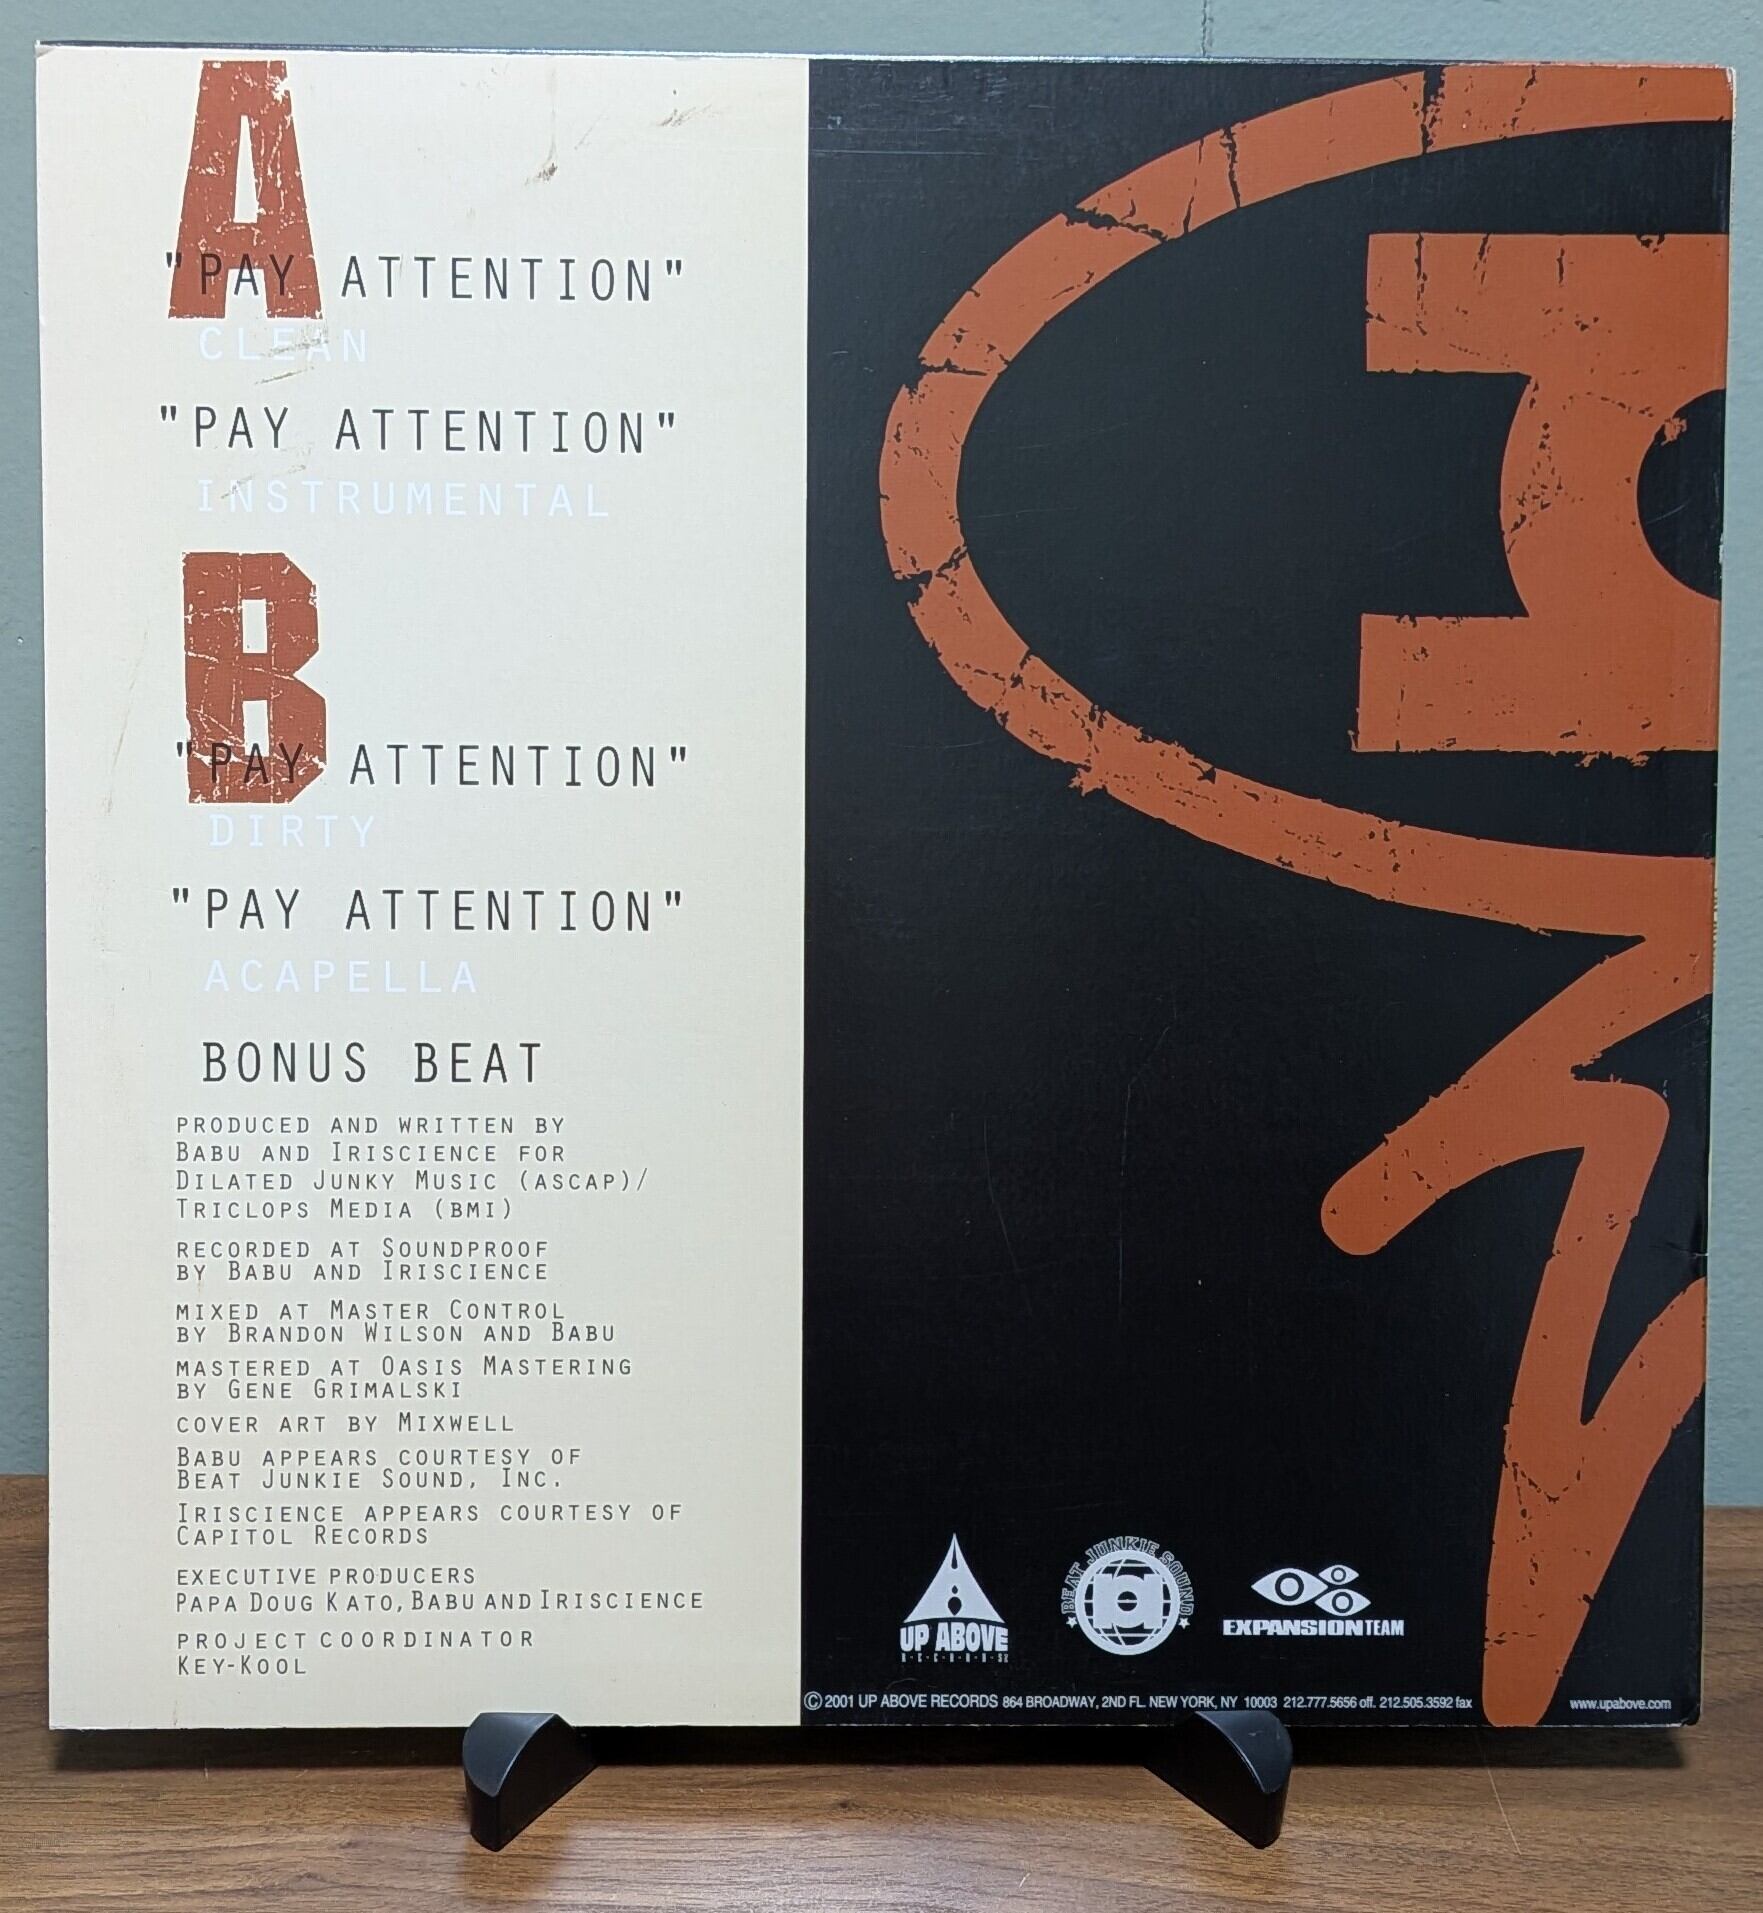 A
"PAY ATTENTION"
CLEAN
"PAY ATTENTION"
INSTRUMENTAL
B
"PAY ATTENTION"
DIRTY
"PAY ATTENTION"
ACAPELLA
BONUS BEAT
PRODUCED AND WRITTEN BY
BABU AND IRISCIENCE FOR
DILATED JUNKY MUSIC (ASCAP)/
TRICLOPS MEDIA (BMI)
RECORDED AT SOUNDPROOF
BY BABU AND IRISCIENCE
MIXED AT MASTER CONTROL
BY BRANDON WILSON AND BABU
MASTERED AT OASIS MASTERING
BY GENE GRIMALSKI
COVER ART BY MIXWELL
BABU APPEARS COURTESY OF
BEAT JUNKIE SOUND, INC.
IRISCIENCE APPEARS COURTESY OF
CAPITOL RECORDS
EXECUTIVE PRODUCERS
PAPA DOUG KATO, BABU AND IRISCIENCE
PROJECT COORDINATOR
KEY-KOOL
UP ABOVE
R·E·C·O·R·D·S
BEAT JUNKIE SOUND
EXPANSION TEAM
© 2001 UP ABOVE RECORDS 864 BROADWAY, 2ND FL. NEW YORK, NY 10003 212.777.5656 off. 212.505.3592 fax
www.upabove.com